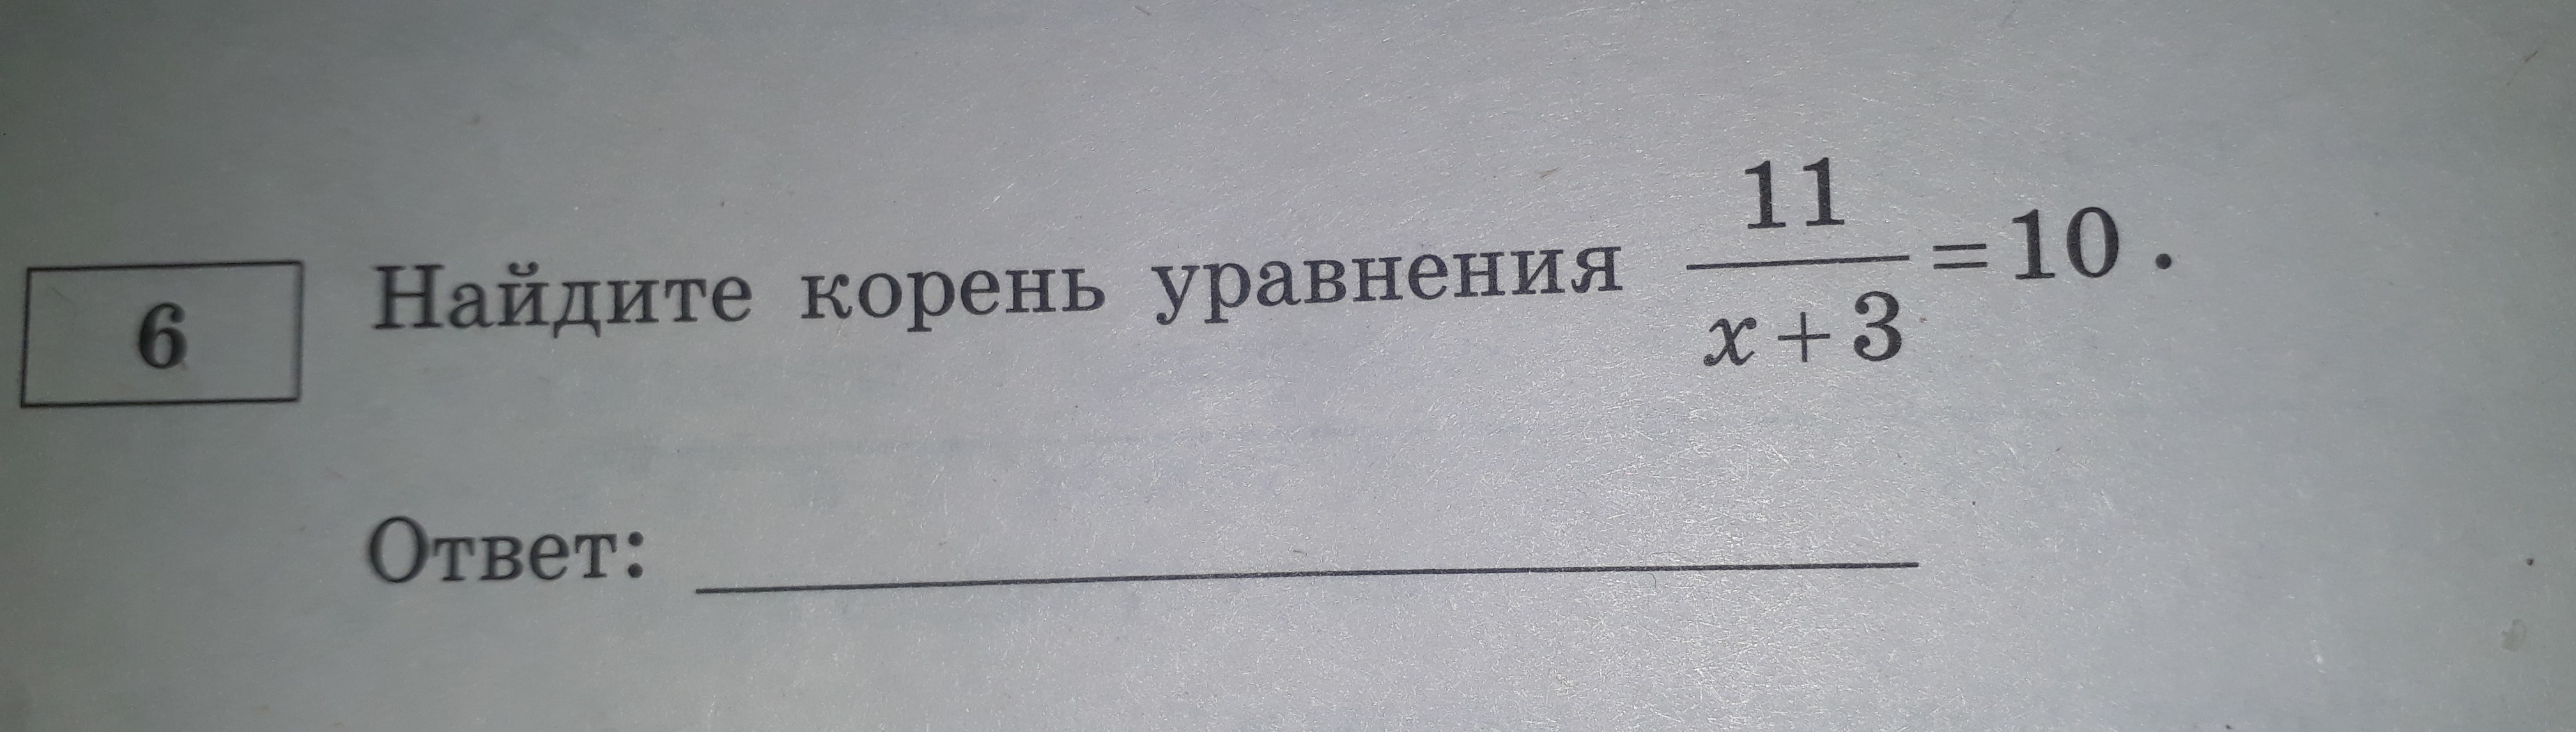 6 Найдите корень уравнения 11/(x + 3) = 10 .
Ответ: